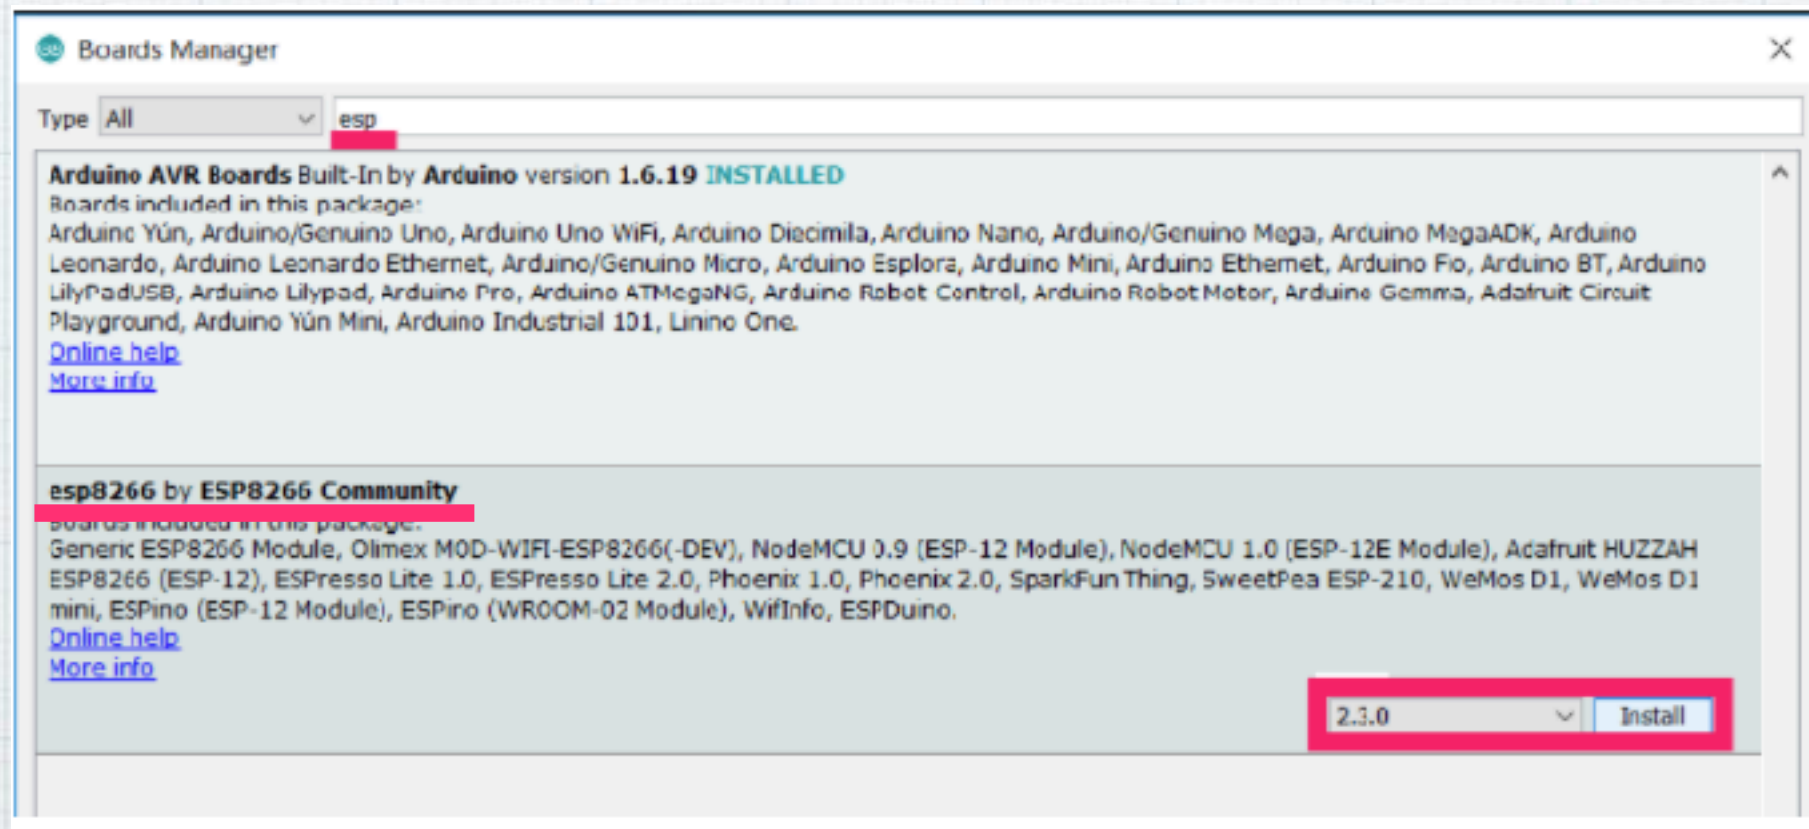 Boards Manager
Type All esp
Arduino AVR Boards Built-In by Arduino version 1.6.19 INSTALLED
Boards included in this package:
Arduino Yún, Arduino/Genuino Uno, Arduino Uno WiFi, Arduino Diecimila, Arduino Nano, Arduino/Genuino Mega, Arduino MegaADK, Arduino
Leonardo, Arduino Leonardo Ethernet, Arduino/Genuino Micro, Arduino Esplora, Arduino Mini, Arduino Ethernet, Arduino Fio, Arduino BT, Arduino
LilyPadUSB, Arduino Lilypad, Arduino Pro, Arduino ATMegaNG, Arduino Robot Control, Arduino Robot Motor, Arduino Gemma, Adafruit Circuit
Playground, Arduino Yún Mini, Arduino Industrial 101, Linino One.
Online help
More info
esp8266 by ESP8266 Community
Boards included in this package:
Generic ESP8266 Module, Olimex MOD-WIFI-ESP8266(-DEV), NodeMCU 0.9 (ESP-12 Module), NodeMCU 1.0 (ESP-12E Module), Adafruit HUZZAH
ESP8266 (ESP-12), ESPresso Lite 1.0, ESPresso Lite 2.0, Phoenix 1.0, Phoenix 2.0, SparkFun Thing, SweetPea ESP-210, WeMos D1, WeMos D1
mini, ESPino (ESP-12 Module), ESPino (WROOM-02 Module), WifInfo, ESPDuino.
Online help
More info
2.3.0 Install